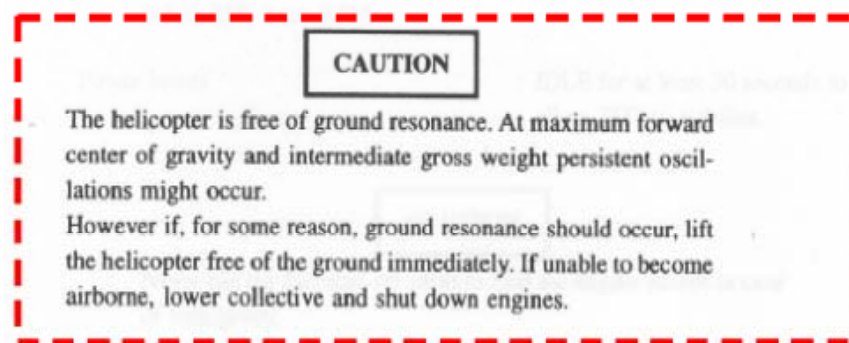 CAUTION
The helicopter is free of ground resonance. At maximum forward
center of gravity and intermediate gross weight persistent oscil-
lations might occur.
However if, for some reason, ground resonance should occur, lift
the helicopter free of the ground immediately. If unable to become
airborne, lower collective and shut down engines.